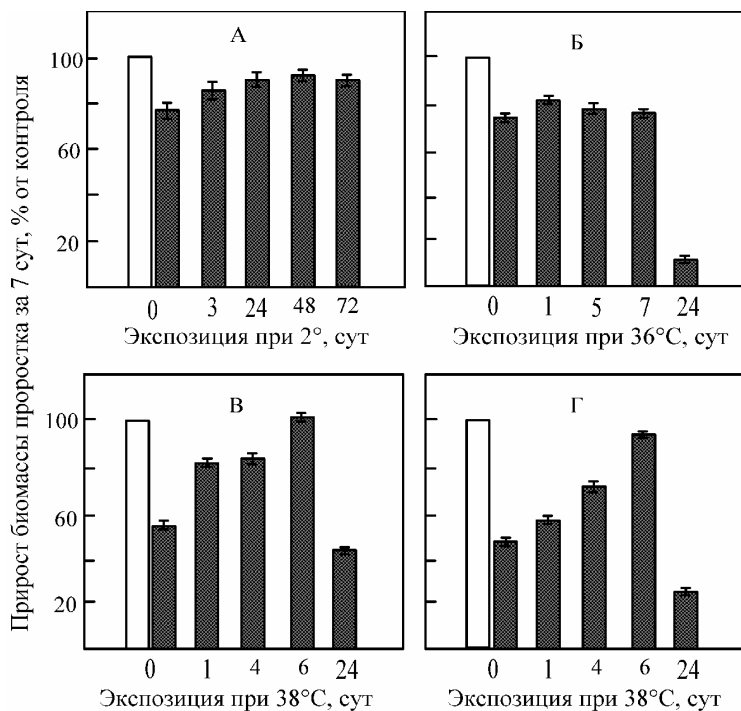 Прирост биомассы проростка за 7 сут, % от контроля
А
100
60
20
0 3 24 48 72
Экспозиция при 2°, сут
Б
0 1 5 7 24
Экспозиция при 36°С, сут
В
100
60
20
0 1 4 6 24
Экспозиция при 38°С, сут
Г
0 1 4 6 24
Экспозиция при 38°С, сут